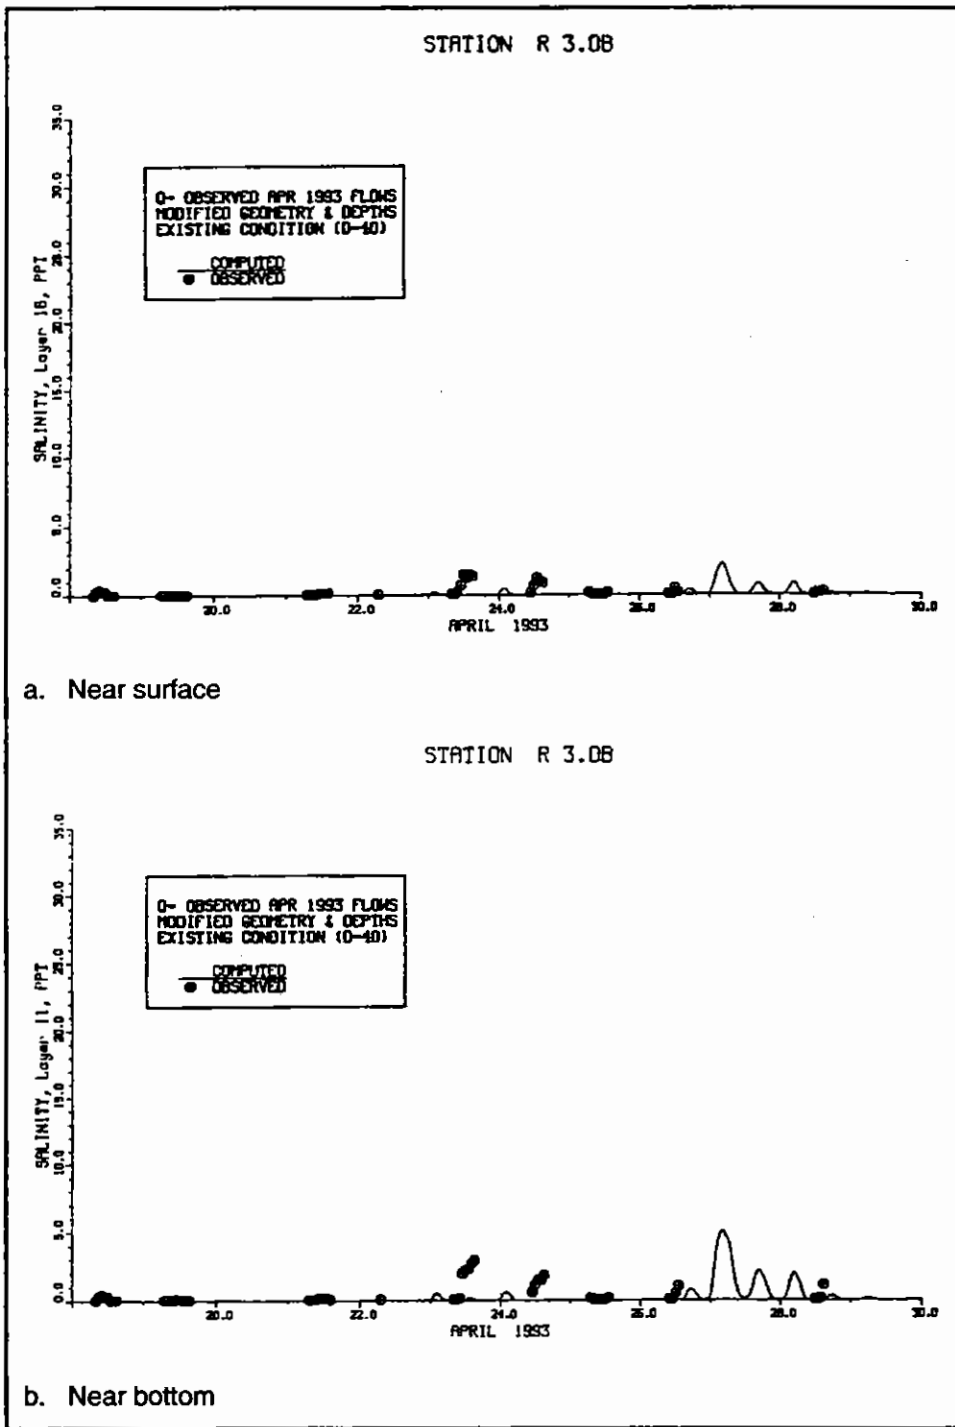 STATION R 3.0B
SALINITY, Layer 16, PPT
35.0
30.0
25.0
20.0
15.0
10.0
5.0
0.0
O- OBSERVED APR 1993 FLOWS
MODIFIED GEOMETRY & DEPTHS
EXISTING CONDITION (0-40)
COMPUTED
OBSERVED
20.0 22.0 24.0 26.0 28.0 30.0
APRIL 1993
a. Near surface
STATION R 3.0B
SALINITY, Layer 11, PPT
35.0
30.0
25.0
20.0
15.0
10.0
5.0
0.0
O- OBSERVED APR 1993 FLOWS
MODIFIED GEOMETRY & DEPTHS
EXISTING CONDITION (0-40)
COMPUTED
OBSERVED
20.0 22.0 24.0 26.0 28.0 30.0
APRIL 1993
b. Near bottom